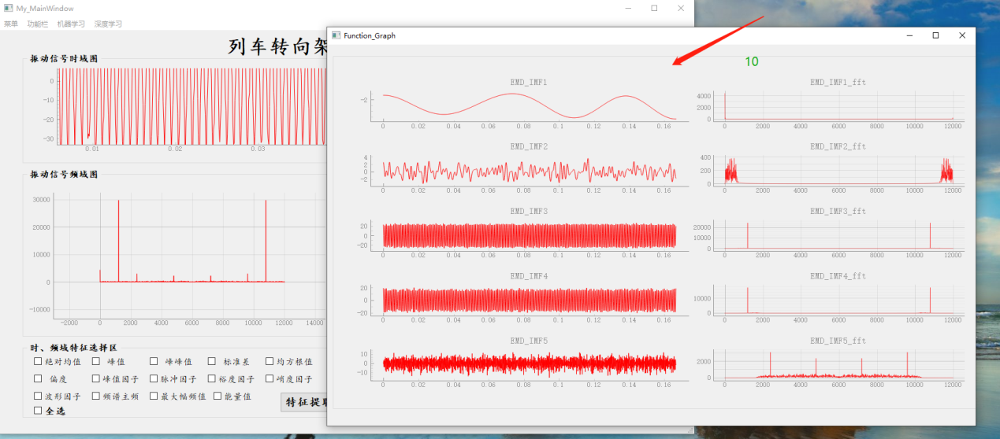 My_MainWindow
菜单 功能栏 机器学习 深度学习
列车转向架
振动信号时域图
0
-10
-20
-30
0.01 0.02 0.03
振动信号频域图
30000
20000
10000
0
-10000
-2000 0 2000 4000 6000 8000 10000 12000 14000
时、频域特征选择区
绝对均值 峰值 峰峰值 标准差 均方根值
偏度 峰值因子 脉冲因子 裕度因子 峭度因子
波形因子 频谱主频 最大幅频值 能量值
全选
特征提取
Function_Graph
10
EMD_IMF1
-2
0 0.02 0.04 0.06 0.08 0.1 0.12 0.14 0.16
EMD_IMF1_fft
4000
2000
0
0 2000 4000 6000 8000 10000 12000
EMD_IMF2
4
2
0
-2
0 0.02 0.04 0.06 0.08 0.1 0.12 0.14 0.16
EMD_IMF2_fft
400
200
0
0 2000 4000 6000 8000 10000 12000
EMD_IMF3
20
0
-20
0 0.02 0.04 0.06 0.08 0.1 0.12 0.14 0.16
EMD_IMF3_fft
20000
10000
0
0 2000 4000 6000 8000 10000 12000
EMD_IMF4
20
0
-20
0 0.02 0.04 0.06 0.08 0.1 0.12 0.14 0.16
EMD_IMF4_fft
10000
0
0 2000 4000 6000 8000 10000 12000
EMD_IMF5
10
0
-10
0 0.02 0.04 0.06 0.08 0.1 0.12 0.14 0.16
EMD_IMF5_fft
2000
0
0 2000 4000 6000 8000 10000 12000